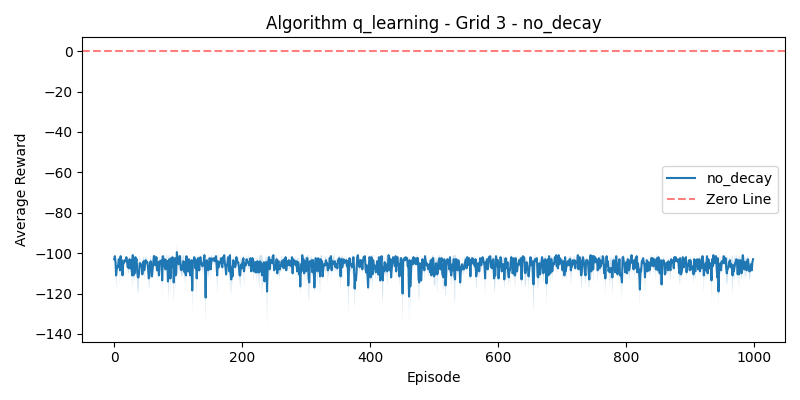 Algorithm q_learning - Grid 3 - no_decay
Average Reward
0
−20
−40
−60
−80
−100
−120
−140
no_decay
Zero Line
0
200
400
600
800
1000
Episode